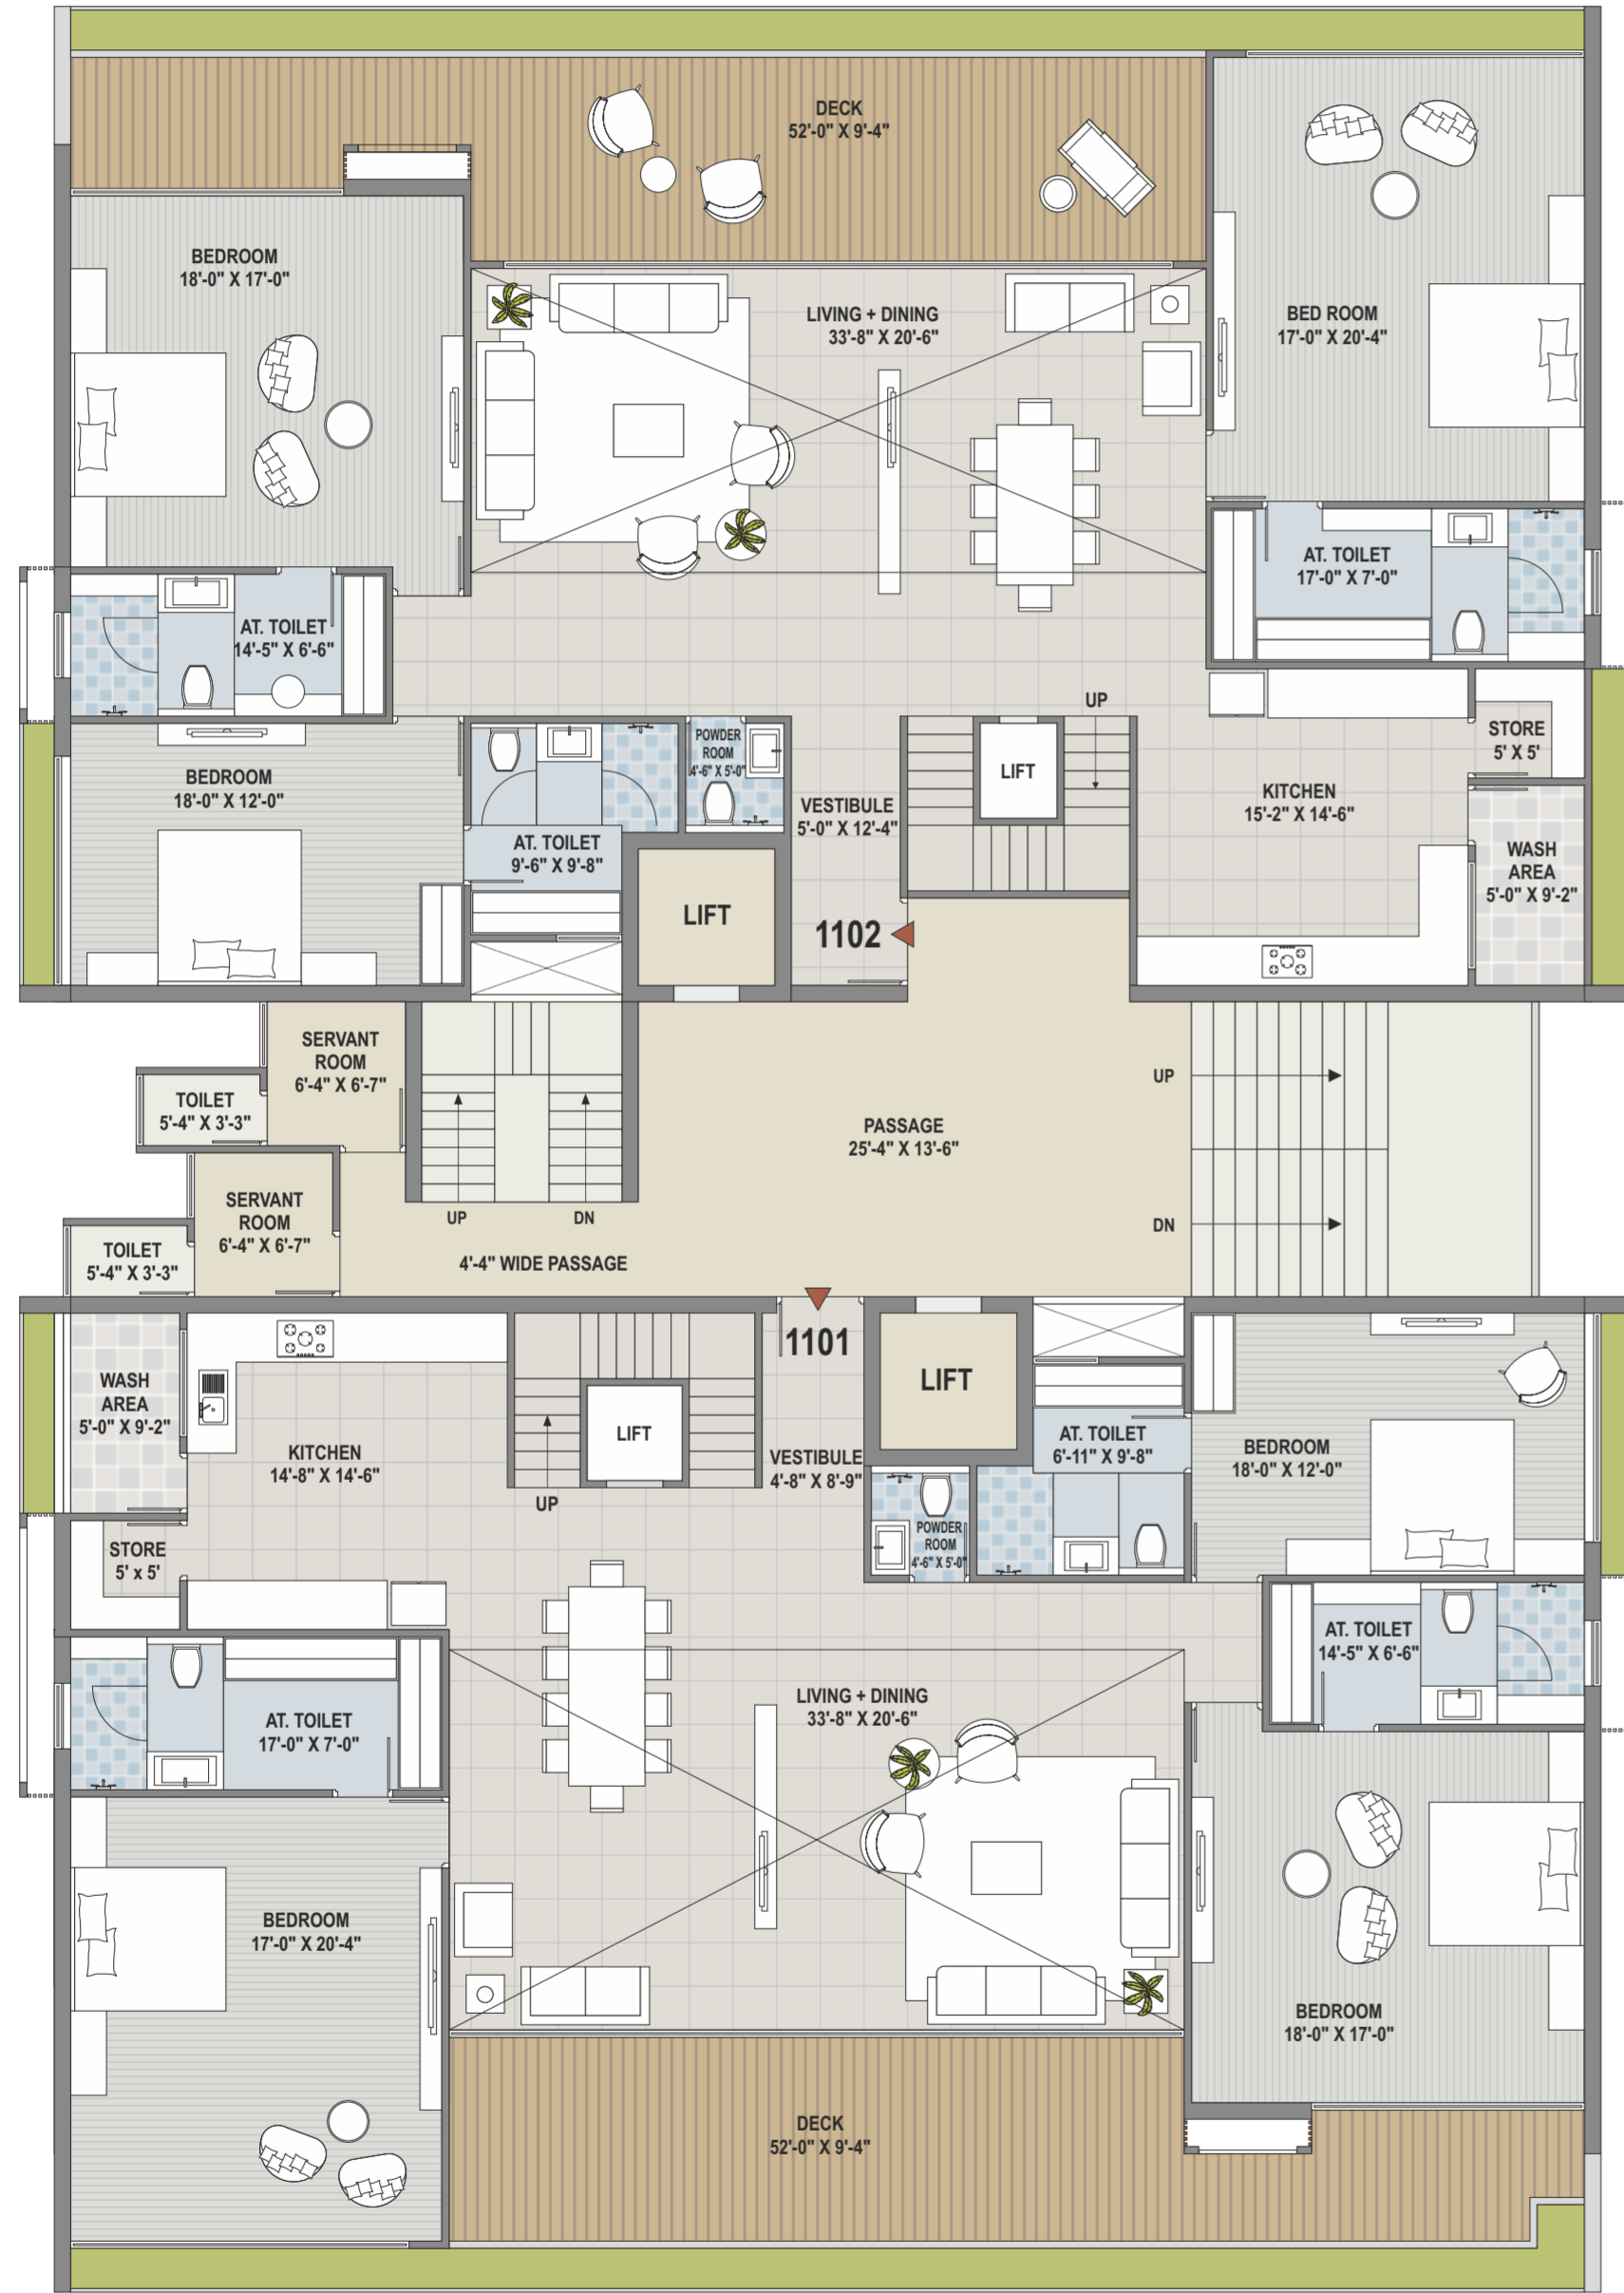 DECK
52'-0" X 9'-4"
BEDROOM
18'-0" X 17'-0"
LIVING + DINING
33'-8" X 20'-6"
BED ROOM
17'-0" X 20'-4"
AT. TOILET
17'-0" X 7'-0"
AT. TOILET
14'-5" X 6'-6"
UP
POWDER
ROOM
4'-6" X 5'-0"
STORE
5' X 5'
LIFT
BEDROOM
18'-0" X 12'-0"
VESTIBULE
5'-0" X 12'-4"
KITCHEN
15'-2" X 14'-6"
AT. TOILET
9'-6" X 9'-8"
WASH
AREA
5'-0" X 9'-2"
LIFT
1102
SERVANT
ROOM
6'-4" X 6'-7"
UP
TOILET
5'-4" X 3'-3"
PASSAGE
25'-4" X 13'-6"
SERVANT
ROOM
6'-4" X 6'-7"
UP
DN
DN
TOILET
5'-4" X 3'-3"
4'-4" WIDE PASSAGE
1101
WASH
AREA
5'-0" X 9'-2"
LIFT
LIFT
AT. TOILET
6'-11" X 9'-8"
KITCHEN
14'-8" X 14'-6"
VESTIBULE
4'-8" X 8'-9"
BEDROOM
18'-0" X 12'-0"
UP
POWDER
ROOM
4'-6" X 5'-0"
STORE
5' x 5'
AT. TOILET
14'-5" X 6'-6"
LIVING + DINING
33'-8" X 20'-6"
AT. TOILET
17'-0" X 7'-0"
BEDROOM
17'-0" X 20'-4"
BEDROOM
18'-0" X 17'-0"
DECK
52'-0" X 9'-4"